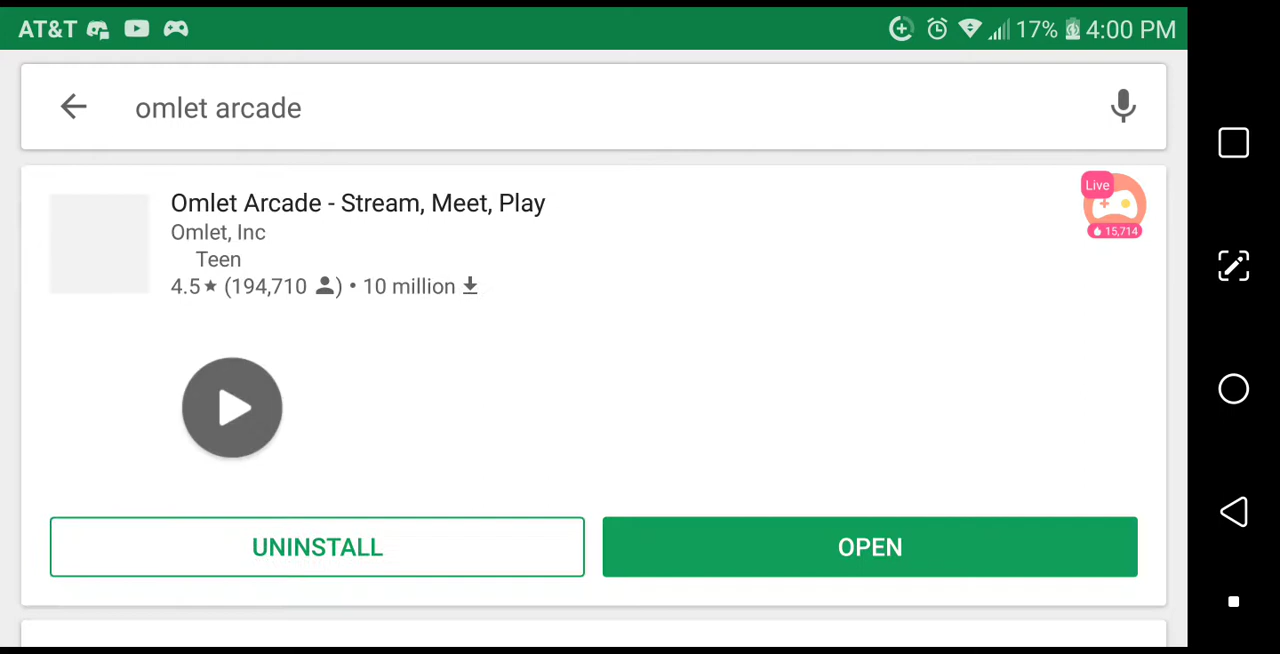 AT&T 17% 4:00 PM
omlet arcade
Live
15,714
Omlet Arcade - Stream, Meet, Play
Omlet, Inc
Teen
4.5★ (194,710) • 10 million
UNINSTALL OPEN